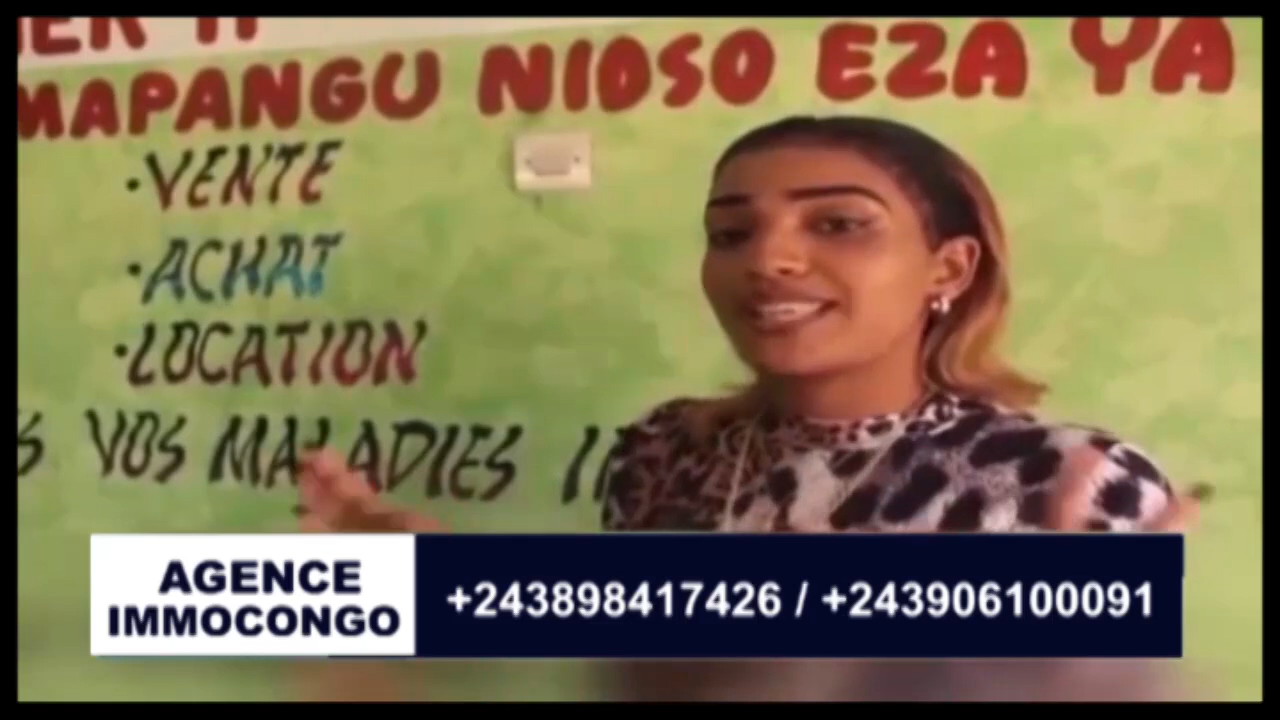 MAPANGU NIOSO EZA YA
·VENTE
·ACHAT
·LOCATION
VOS MALADIES
AGENCE
IMMOCONGO
+243898417426 / +243906100091